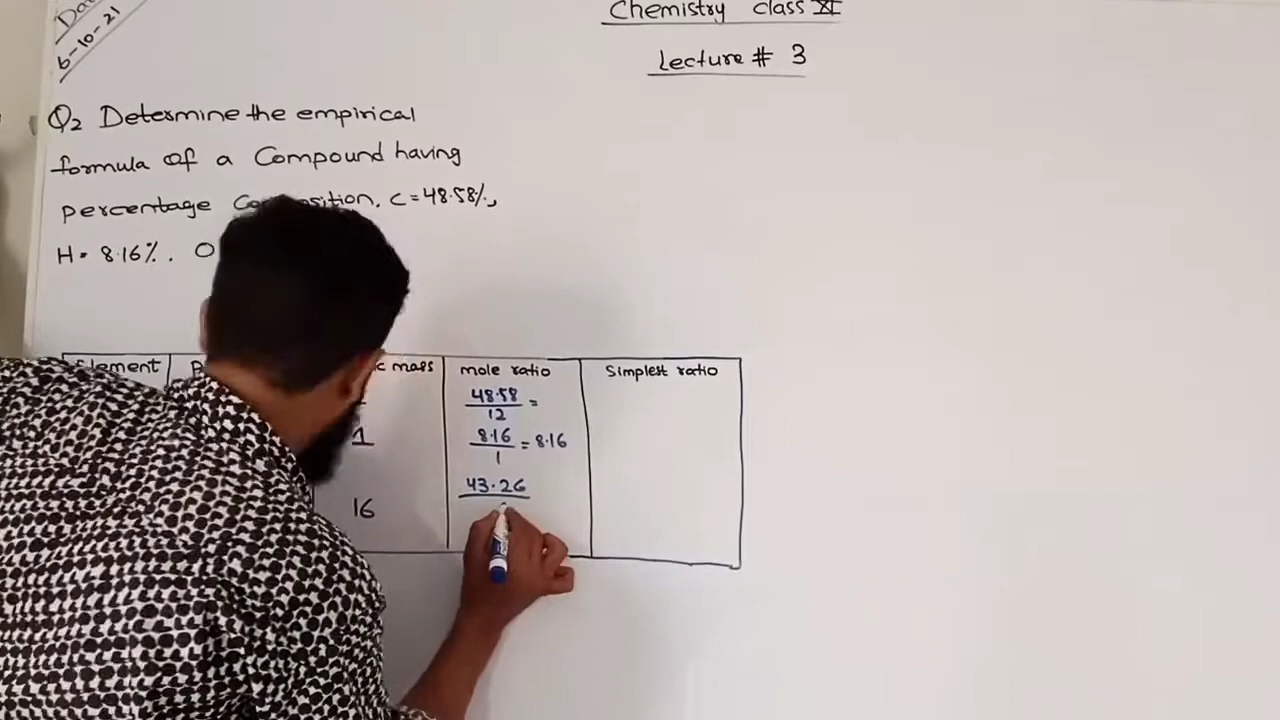 6-10-21
Chemistry class XI
Lecture # 3
Q2 Determine the empirical
formula of a Compound having
percentage C = 48.58%,
H = 8.16%. O
Element mass mole ratio Simplest ratio
48.58/12 =
1 8.16/1 = 8.16
16 43.26